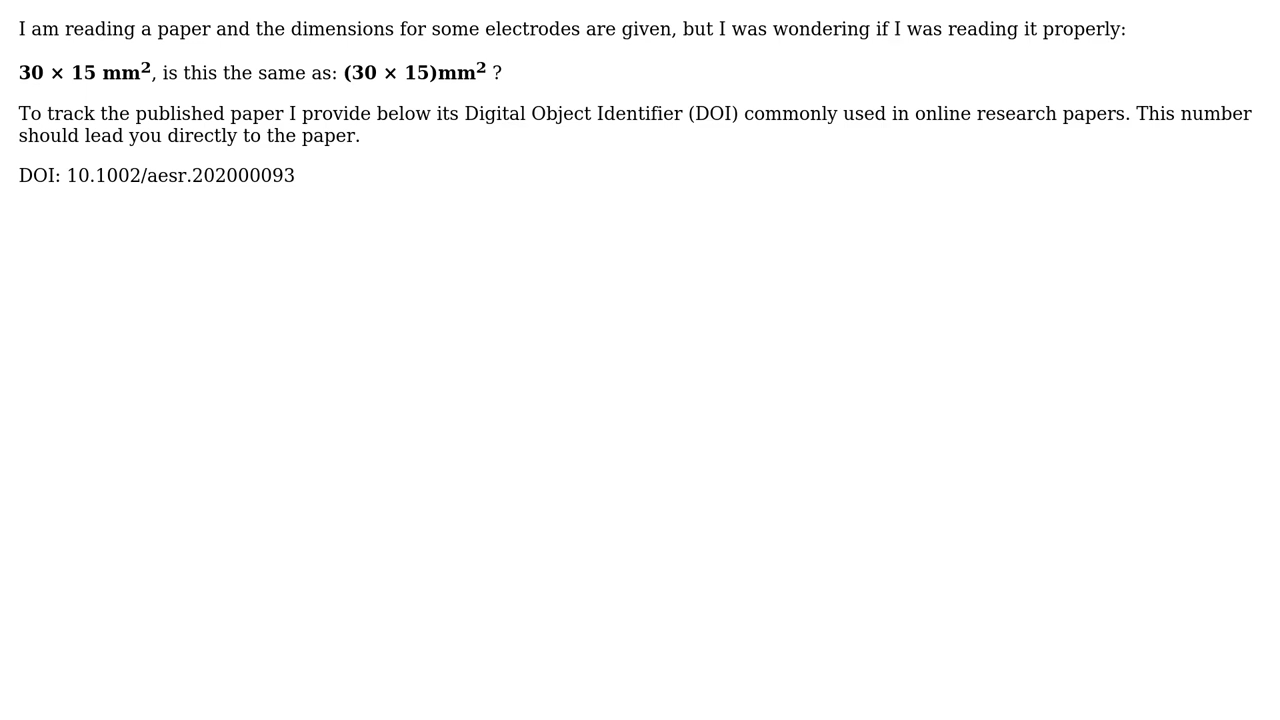 I am reading a paper and the dimensions for some electrodes are given, but I was wondering if I was reading it properly:
30 × 15 mm², is this the same as: (30 × 15)mm² ?
To track the published paper I provide below its Digital Object Identifier (DOI) commonly used in online research papers. This number
should lead you directly to the paper.
DOI: 10.1002/aesr.202000093